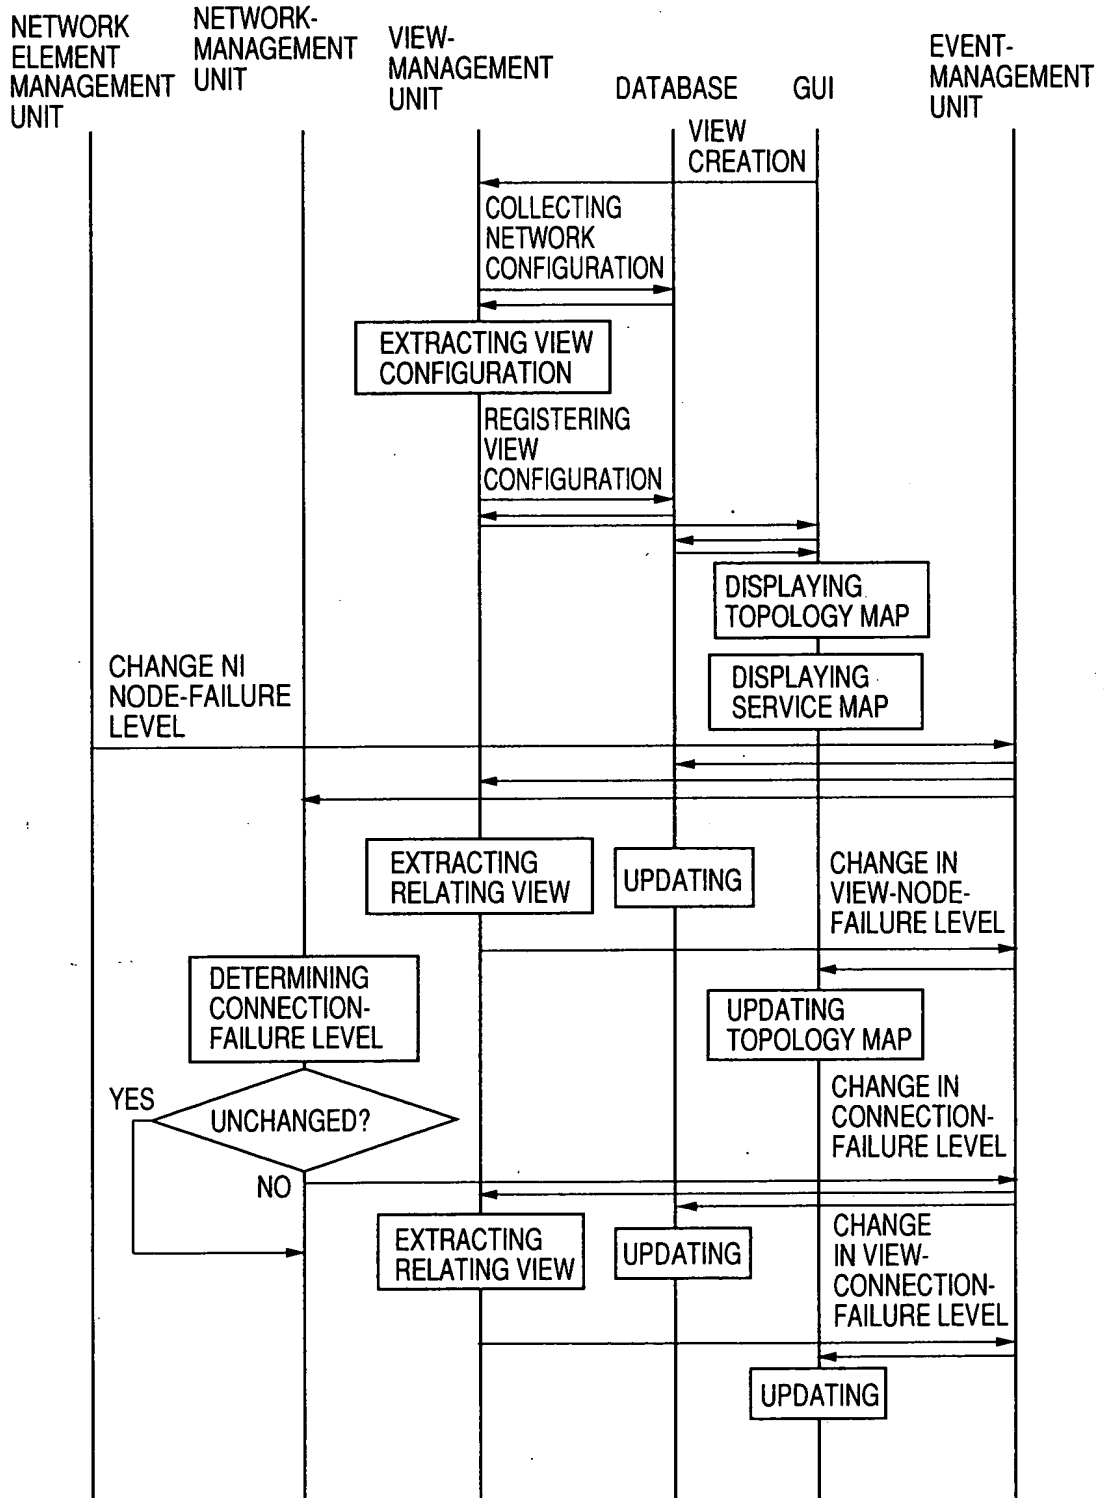 NETWORK
ELEMENT
MANAGEMENT
UNIT
NETWORK-
MANAGEMENT
UNIT
VIEW-
MANAGEMENT
UNIT
DATABASE
GUI
EVENT-
MANAGEMENT
UNIT
VIEW
CREATION
COLLECTING
NETWORK
CONFIGURATION
EXTRACTING VIEW
CONFIGURATION
REGISTERING
VIEW
CONFIGURATION
DISPLAYING
TOPOLOGY MAP
DISPLAYING
SERVICE MAP
CHANGE NI
NODE-FAILURE
LEVEL
EXTRACTING
RELATING VIEW
UPDATING
CHANGE IN
VIEW-NODE-
FAILURE LEVEL
DETERMINING
CONNECTION-
FAILURE LEVEL
UPDATING
TOPOLOGY MAP
YES
UNCHANGED?
NO
CHANGE IN
CONNECTION-
FAILURE LEVEL
EXTRACTING
RELATING VIEW
UPDATING
CHANGE
IN VIEW-
CONNECTION-
FAILURE LEVEL
UPDATING